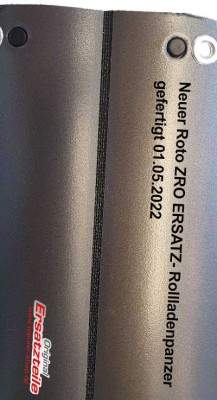 Neuer Roto ZRO ERSATZ- Rollladenpanzer
gefertigt 01.05.2022
Original
Ersatzteile